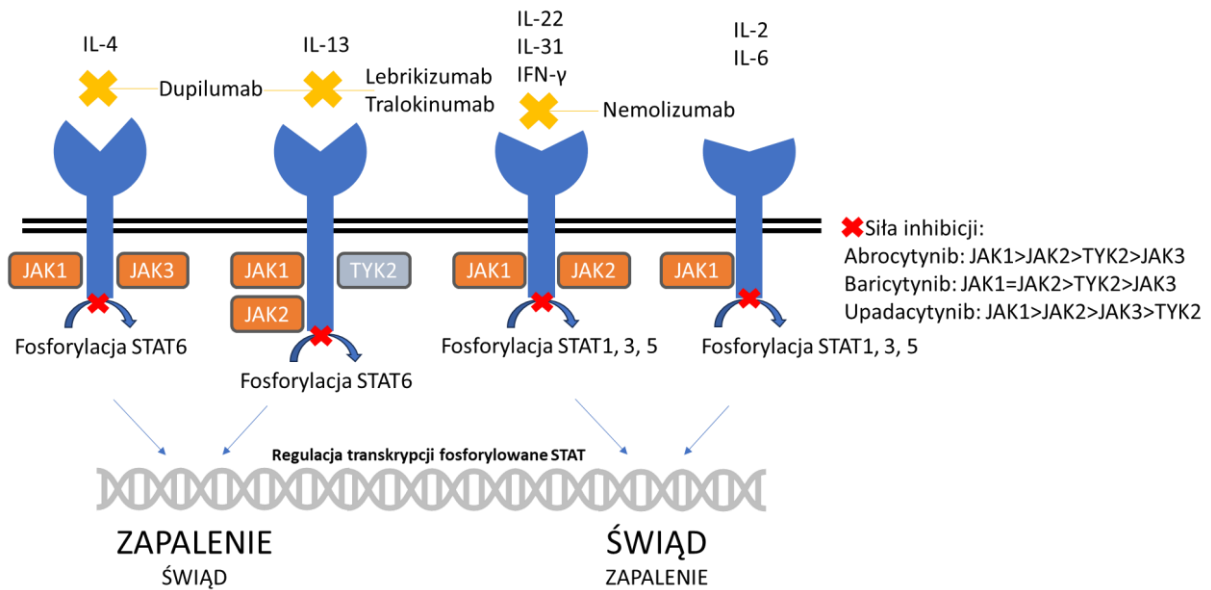 IL-4
IL-13
IL-22
IL-31
IFN-γ
IL-2
IL-6
Dupilumab
Lebrikizumab
Tralokinumab
Nemolizumab
JAK1
JAK3
JAK1
TYK2
JAK2
JAK1
JAK2
JAK1
Siła inhibicji:
Abrocytynib: JAK1>JAK2>TYK2>JAK3
Baricytynib: JAK1=JAK2>TYK2>JAK3
Upadacytynib: JAK1>JAK2>JAK3>TYK2
Fosforylacja STAT6
Fosforylacja STAT6
Fosforylacja STAT1, 3, 5
Fosforylacja STAT1, 3, 5
Regulacja transkrypcji fosforylowane STAT
ZAPALENIE
ŚWIĄD
ŚWIĄD
ZAPALENIE